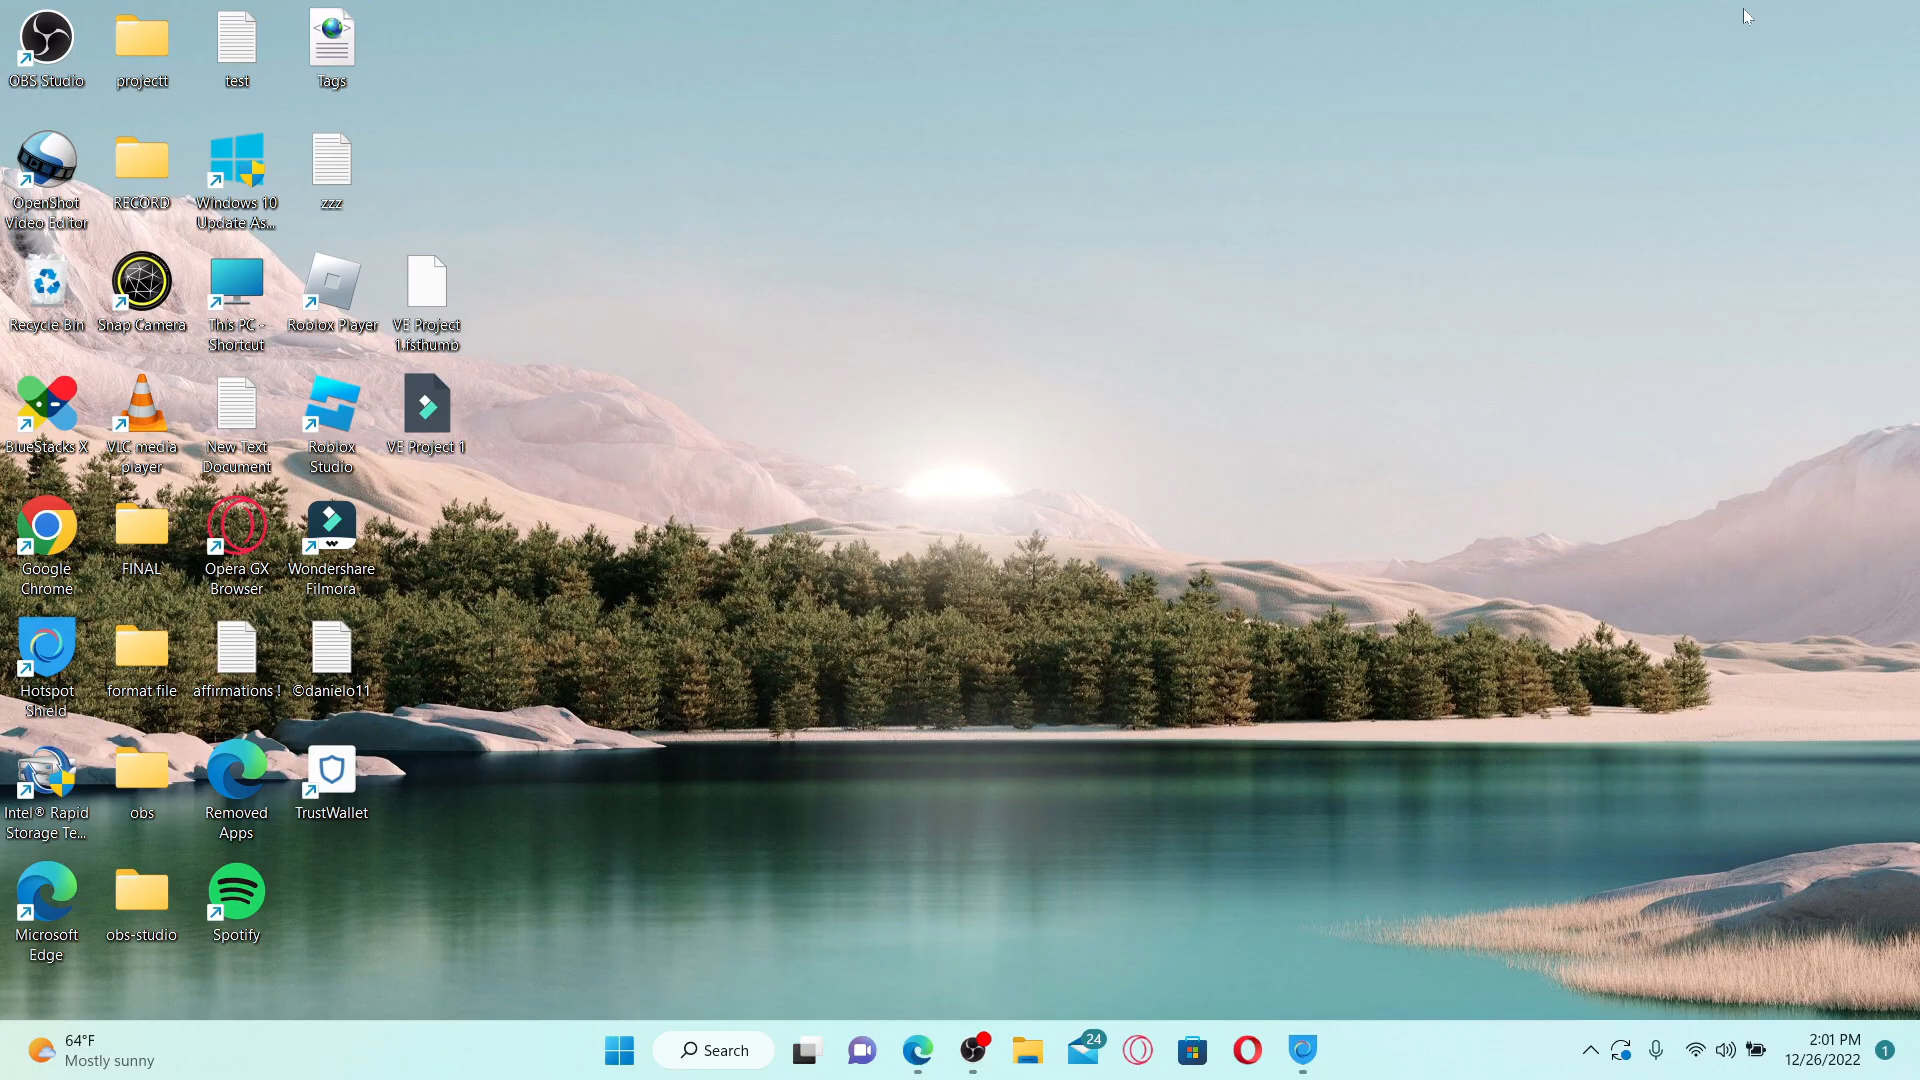 OBS Studio
projectt
test
Tags
OpenShot
Video Editor
RECORD
Windows 10
Update As...
zzz
Recycle Bin
Snap Camera
This PC -
Shortcut
Roblox Player
VE Project
1.fsthumb
BlueStacks X
VLC media
player
New Text
Document
Roblox
Studio
VE Project 1
Google
Chrome
FINAL
Opera GX
Browser
Wondershare
Filmora
Hotspot
Shield
format file
affirmations !
©danielo11
Intel® Rapid
Storage Te...
obs
Removed
Apps
TrustWallet
Microsoft
Edge
obs-studio
Spotify
64°F
Mostly sunny
Search
24
2:01 PM
12/26/2022
1